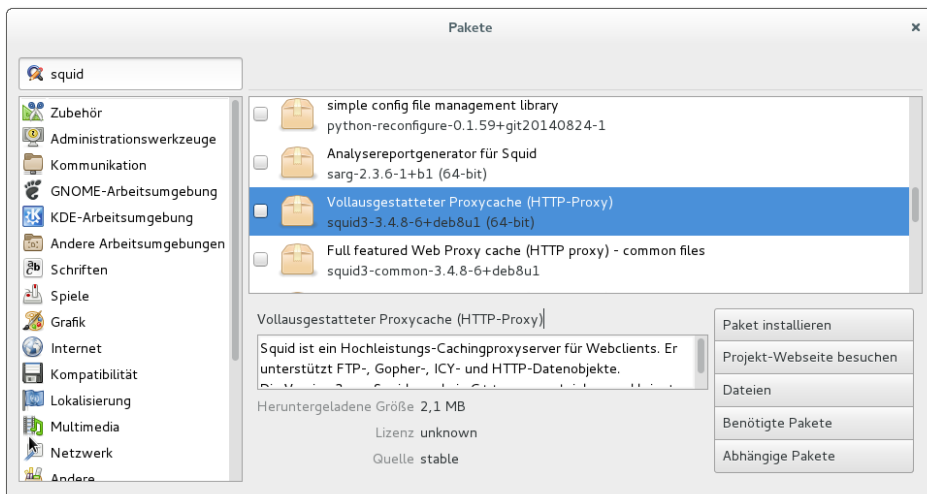 Pakete
squid
Zubehör
Administrationswerkzeuge
Kommunikation
GNOME-Arbeitsumgebung
KDE-Arbeitsumgebung
Andere Arbeitsumgebungen
Schriften
Spiele
Grafik
Internet
Kompatibilität
Lokalisierung
Multimedia
Netzwerk
Andere
simple config file management library
python-reconfigure-0.1.59+git20140824-1
Analysereportgenerator für Squid
sarg-2.3.6-1+b1 (64-bit)
Vollausgestatteter Proxycache (HTTP-Proxy)
squid3-3.4.8-6+deb8u1 (64-bit)
Full featured Web Proxy cache (HTTP proxy) - common files
squid3-common-3.4.8-6+deb8u1
Vollausgestatteter Proxycache (HTTP-Proxy)
Squid ist ein Hochleistungs-Cachingproxyserver für Webclients. Er
unterstützt FTP-, Gopher-, ICY- und HTTP-Datenobjekte.
Heruntergeladene Größe 2,1 MB
Lizenz unknown
Quelle stable
Paket installieren
Projekt-Webseite besuchen
Dateien
Benötigte Pakete
Abhängige Pakete